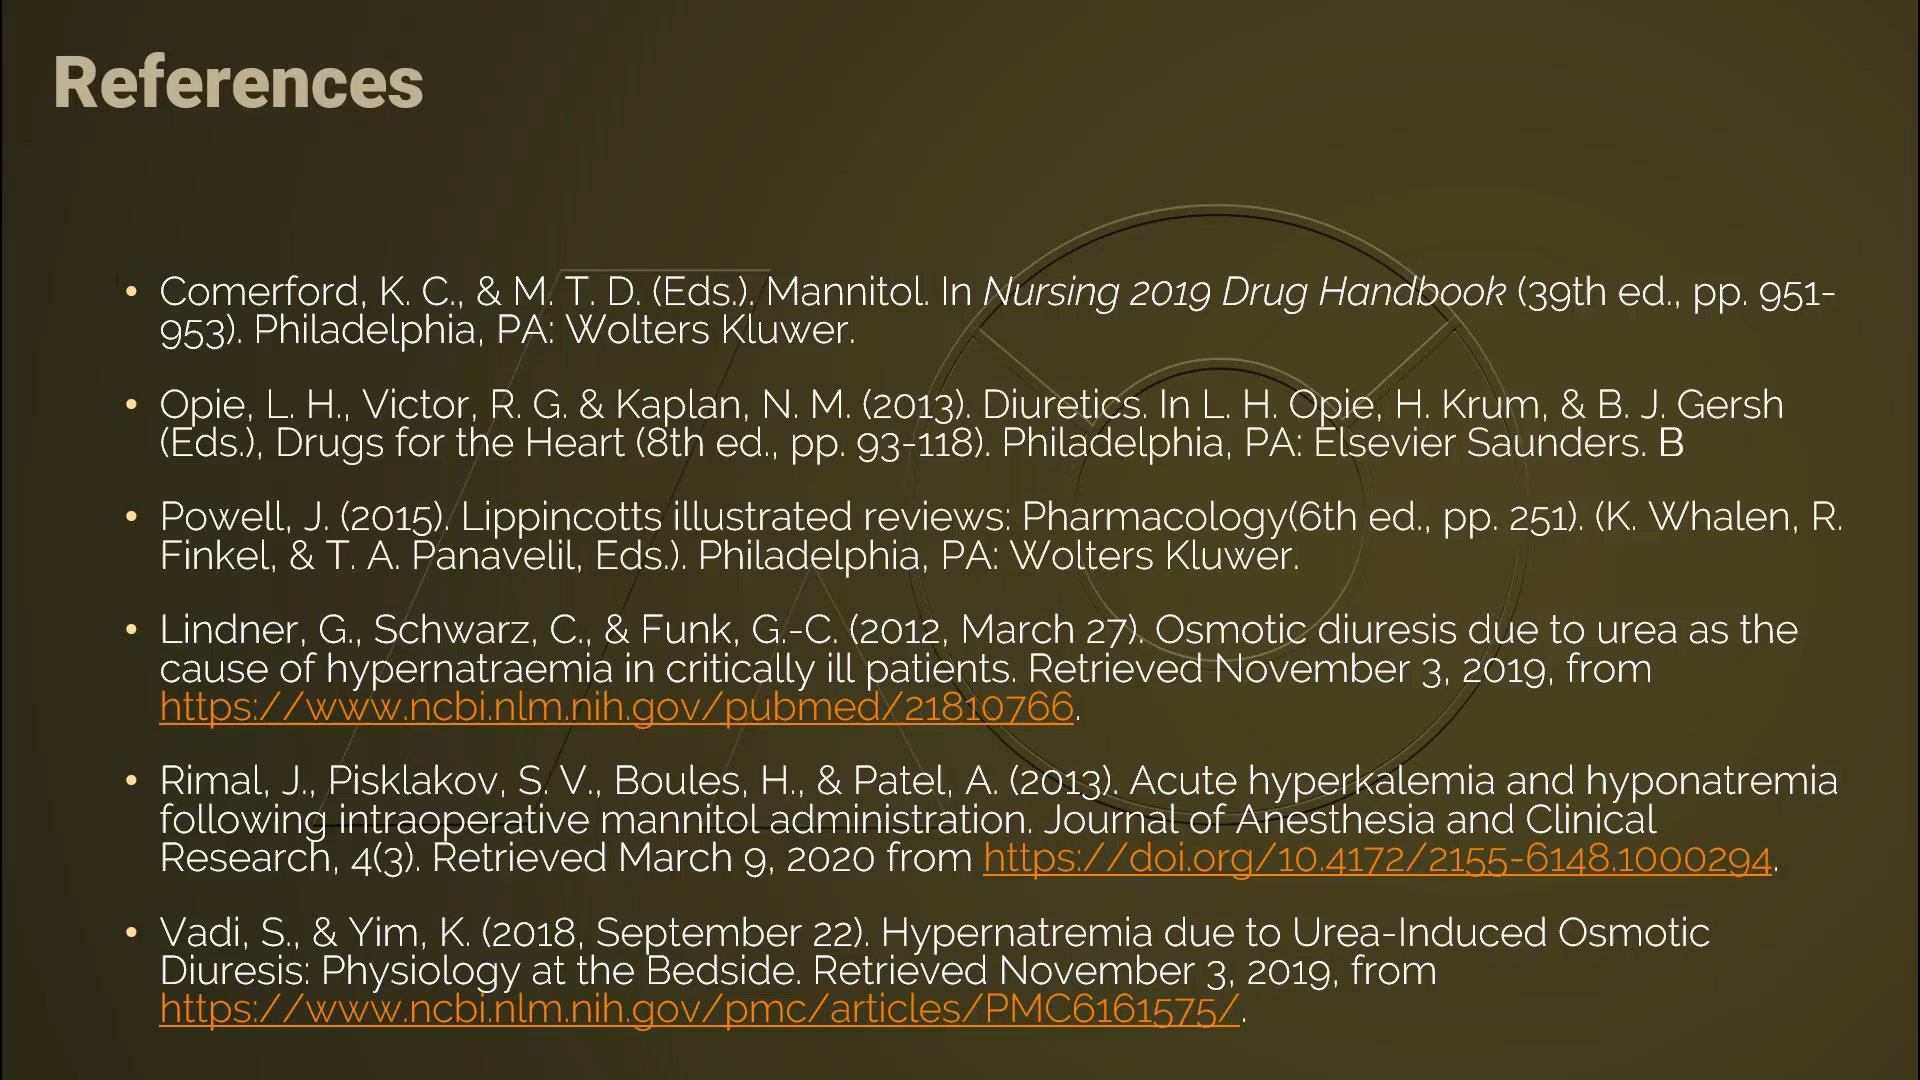 References
• Comerford, K. C., & M. T. D. (Eds.). Mannitol. In Nursing 2019 Drug Handbook (39th ed., pp. 951-
953). Philadelphia, PA: Wolters Kluwer.
• Opie, L. H., Victor, R. G. & Kaplan, N. M. (2013). Diuretics. In L. H. Opie, H. Krum, & B. J. Gersh
(Eds.), Drugs for the Heart (8th ed., pp. 93-118). Philadelphia, PA: Elsevier Saunders. B
• Powell, J. (2015). Lippincotts illustrated reviews: Pharmacology(6th ed., pp. 251). (K. Whalen, R.
Finkel, & T. A. Panavelil, Eds.). Philadelphia, PA: Wolters Kluwer.
• Lindner, G., Schwarz, C., & Funk, G.-C. (2012, March 27). Osmotic diuresis due to urea as the
cause of hypernatraemia in critically ill patients. Retrieved November 3, 2019, from
https://www.ncbi.nlm.nih.gov/pubmed/21810766.
• Rimal, J., Pisklakov, S. V., Boules, H., & Patel, A. (2013). Acute hyperkalemia and hyponatremia
following intraoperative mannitol administration. Journal of Anesthesia and Clinical
Research, 4(3). Retrieved March 9, 2020 from https://doi.org/10.4172/2155-6148.1000294.
• Vadi, S., & Yim, K. (2018, September 22). Hypernatremia due to Urea-Induced Osmotic
Diuresis: Physiology at the Bedside. Retrieved November 3, 2019, from
https://www.ncbi.nlm.nih.gov/pmc/articles/PMC6161575/.